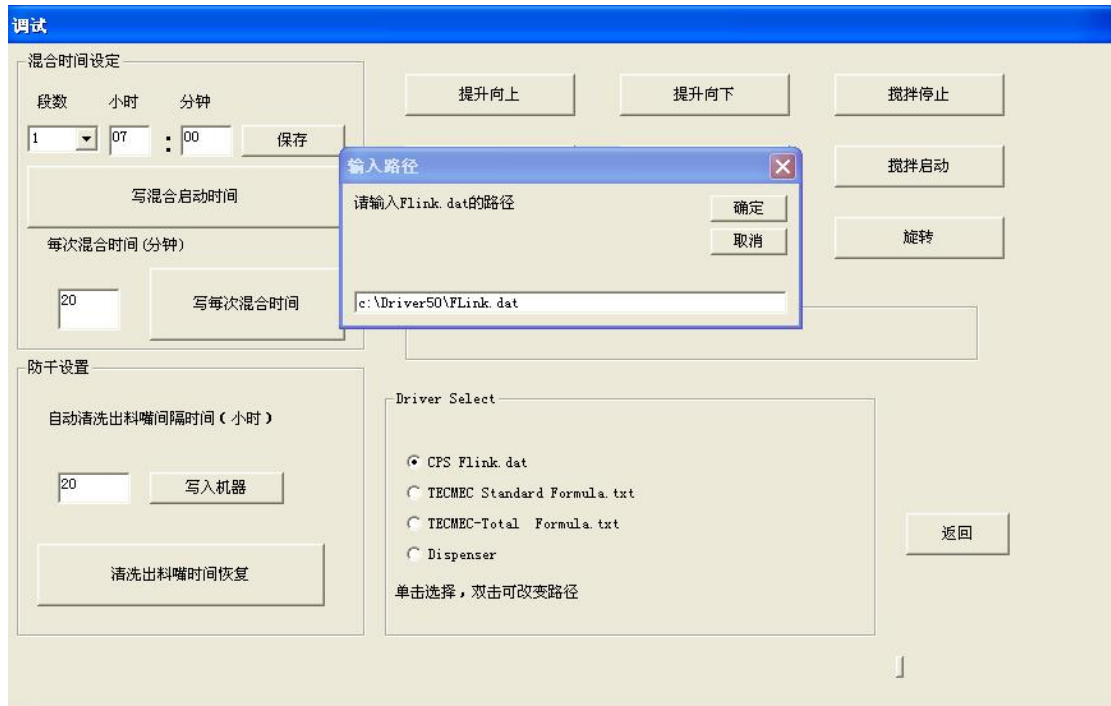 调试
混合时间设定
段数 小时 分钟
1 07 : 00 保存
写混合启动时间
每次混合时间(分钟)
20 写每次混合时间
提升向上 提升向下 搅拌停止
搅拌启动
旋转
输入路径
请输入Flink.dat的路径
确定
取消
c:\Driver50\FLink.dat
防干设置
自动清洗出料嘴间隔时间(小时)
20 写入机器
清洗出料嘴时间恢复
Driver Select
CPS Flink.dat
TECMEC Standard Formula.txt
TECMEC-Total Formula.txt
Dispenser
单击选择，双击可改变路径
返回